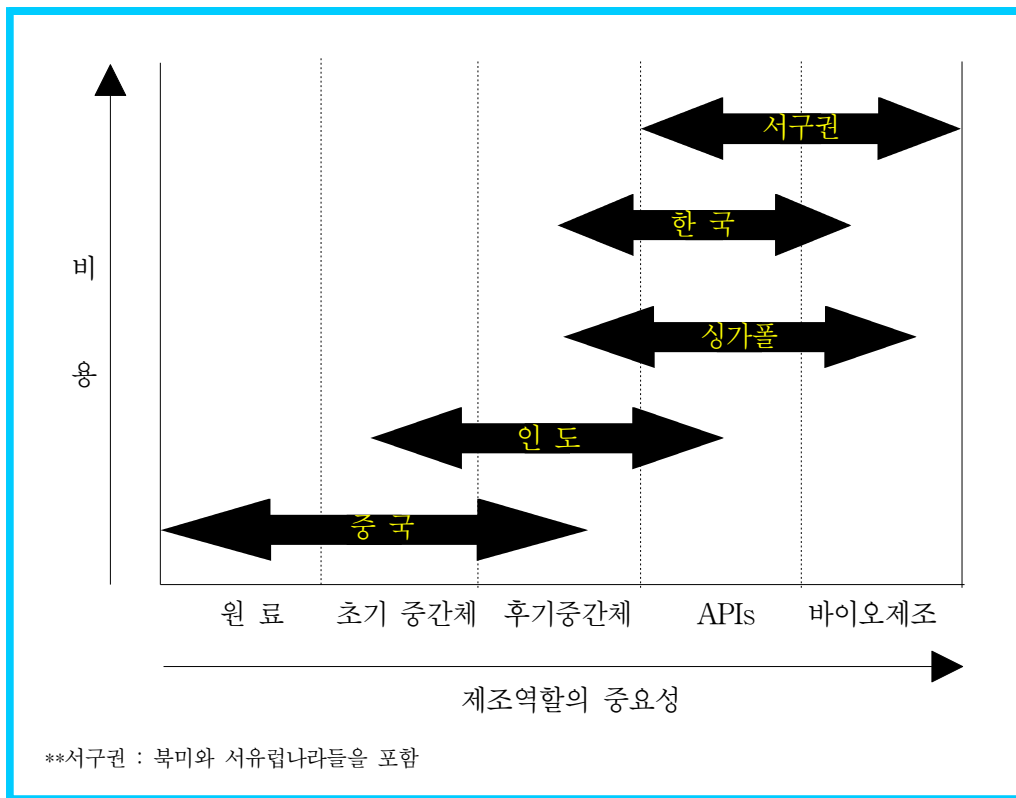 서구권
한 국
비
싱가폴
용
인 도
중 국
원 료 초기 중간체 후기중간체 APIs 바이오제조
제조역할의 중요성
**서구권 : 북미와 서유럽나라들을 포함